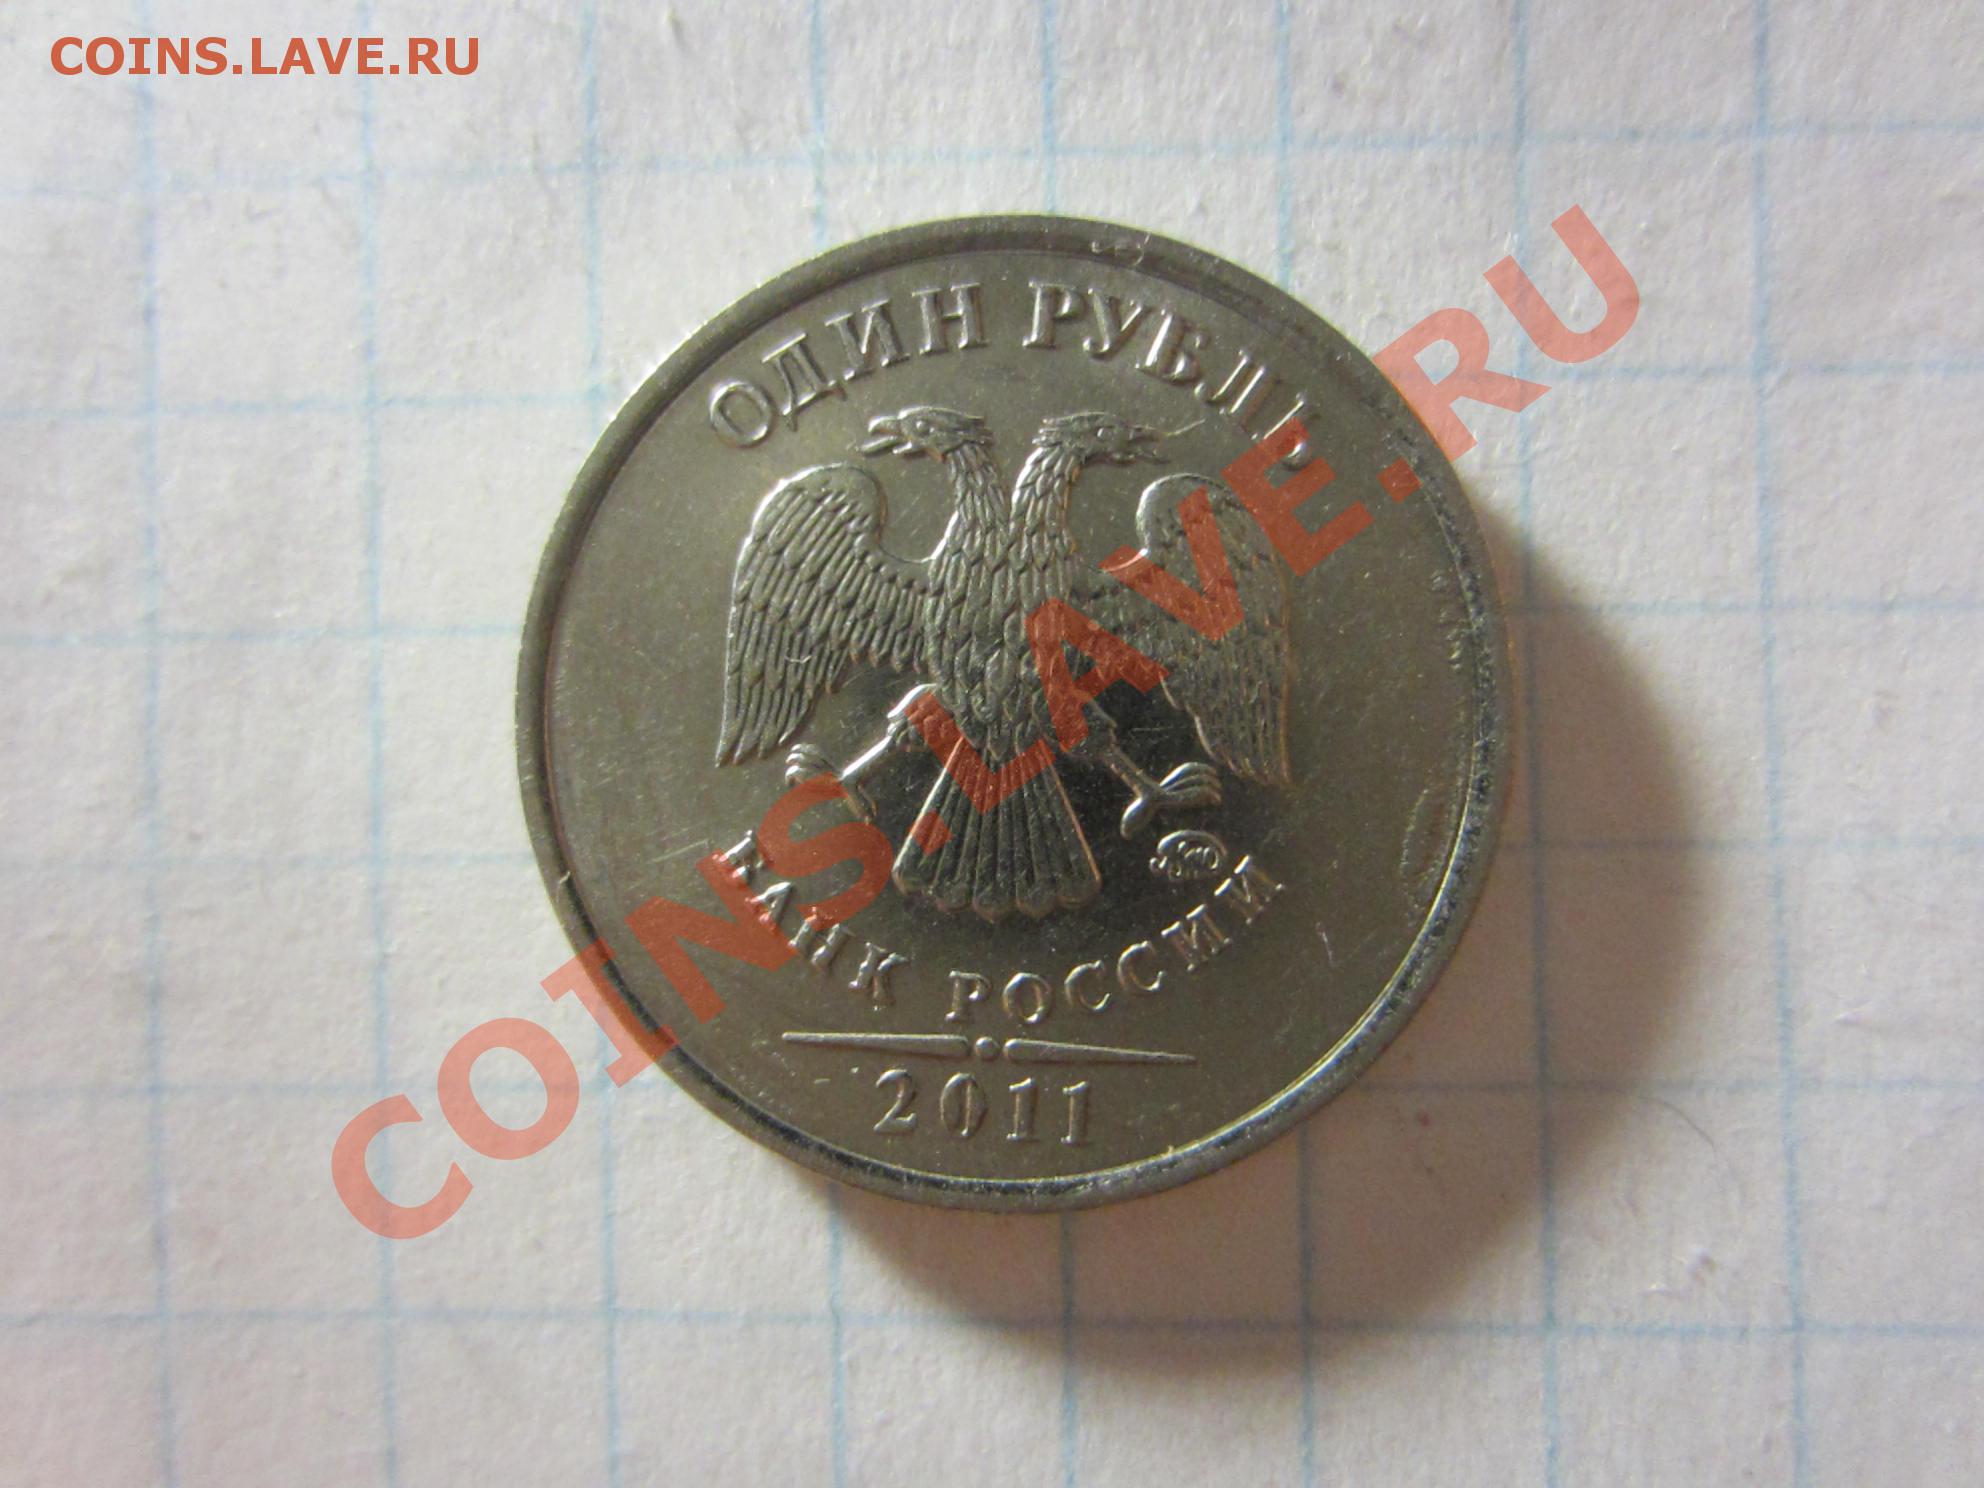 COINS.LAVE.RU
ОДИН РУБЛЬ
БАНК РОССИИ
2011
COINS.LAVE.RU